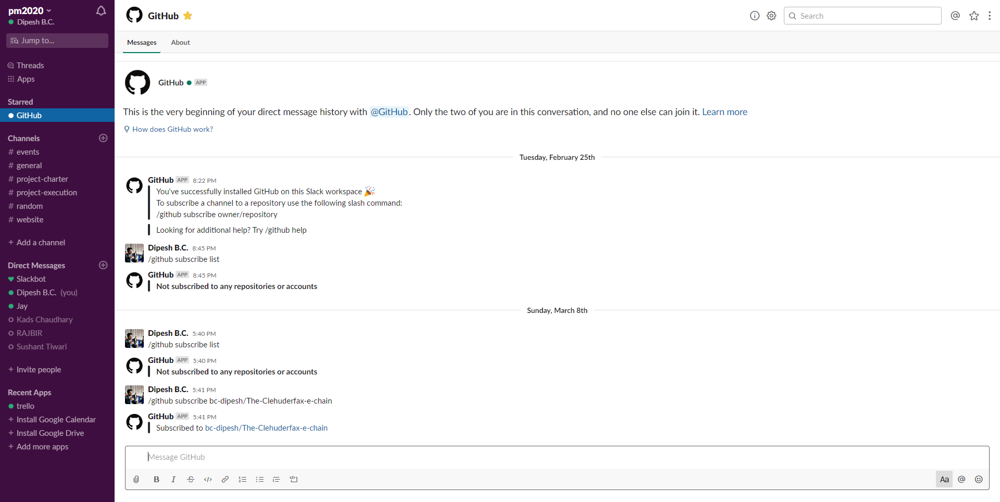 pm2020
Dipesh B.C.
Jump to...
Threads
Apps
Starred
GitHub
Channels
# events
# general
# project-charter
# project-execution
# random
# website
+ Add a channel
Direct Messages
Slackbot
Dipesh B.C. (you)
Jay
Kads Chaudhary
RAJBIR
Sushant Tiwari
+ Invite people
Recent Apps
trello
+ Install Google Calendar
+ Install Google Drive
+ Add more apps
GitHub
Search
Messages About
GitHub APP
This is the very beginning of your direct message history with @GitHub. Only the two of you are in this conversation, and no one else can join it. Learn more
How does GitHub work?
Tuesday, February 25th
GitHub APP 8:22 PM
You've successfully installed GitHub on this Slack workspace 🎉
To subscribe a channel to a repository use the following slash command:
/github subscribe owner/repository
Looking for additional help? Try /github help
Dipesh B.C. 8:45 PM
/github subscribe list
GitHub APP 8:45 PM
Not subscribed to any repositories or accounts
Sunday, March 8th
Dipesh B.C. 5:40 PM
/github subscribe list
GitHub APP 5:40 PM
Not subscribed to any repositories or accounts
Dipesh B.C. 5:41 PM
/github subscribe bc-dipesh/The-Clehuderfax-e-chain
GitHub APP 5:41 PM
Subscribed to bc-dipesh/The-Clehuderfax-e-chain
Message GitHub
B I S </> Aa @